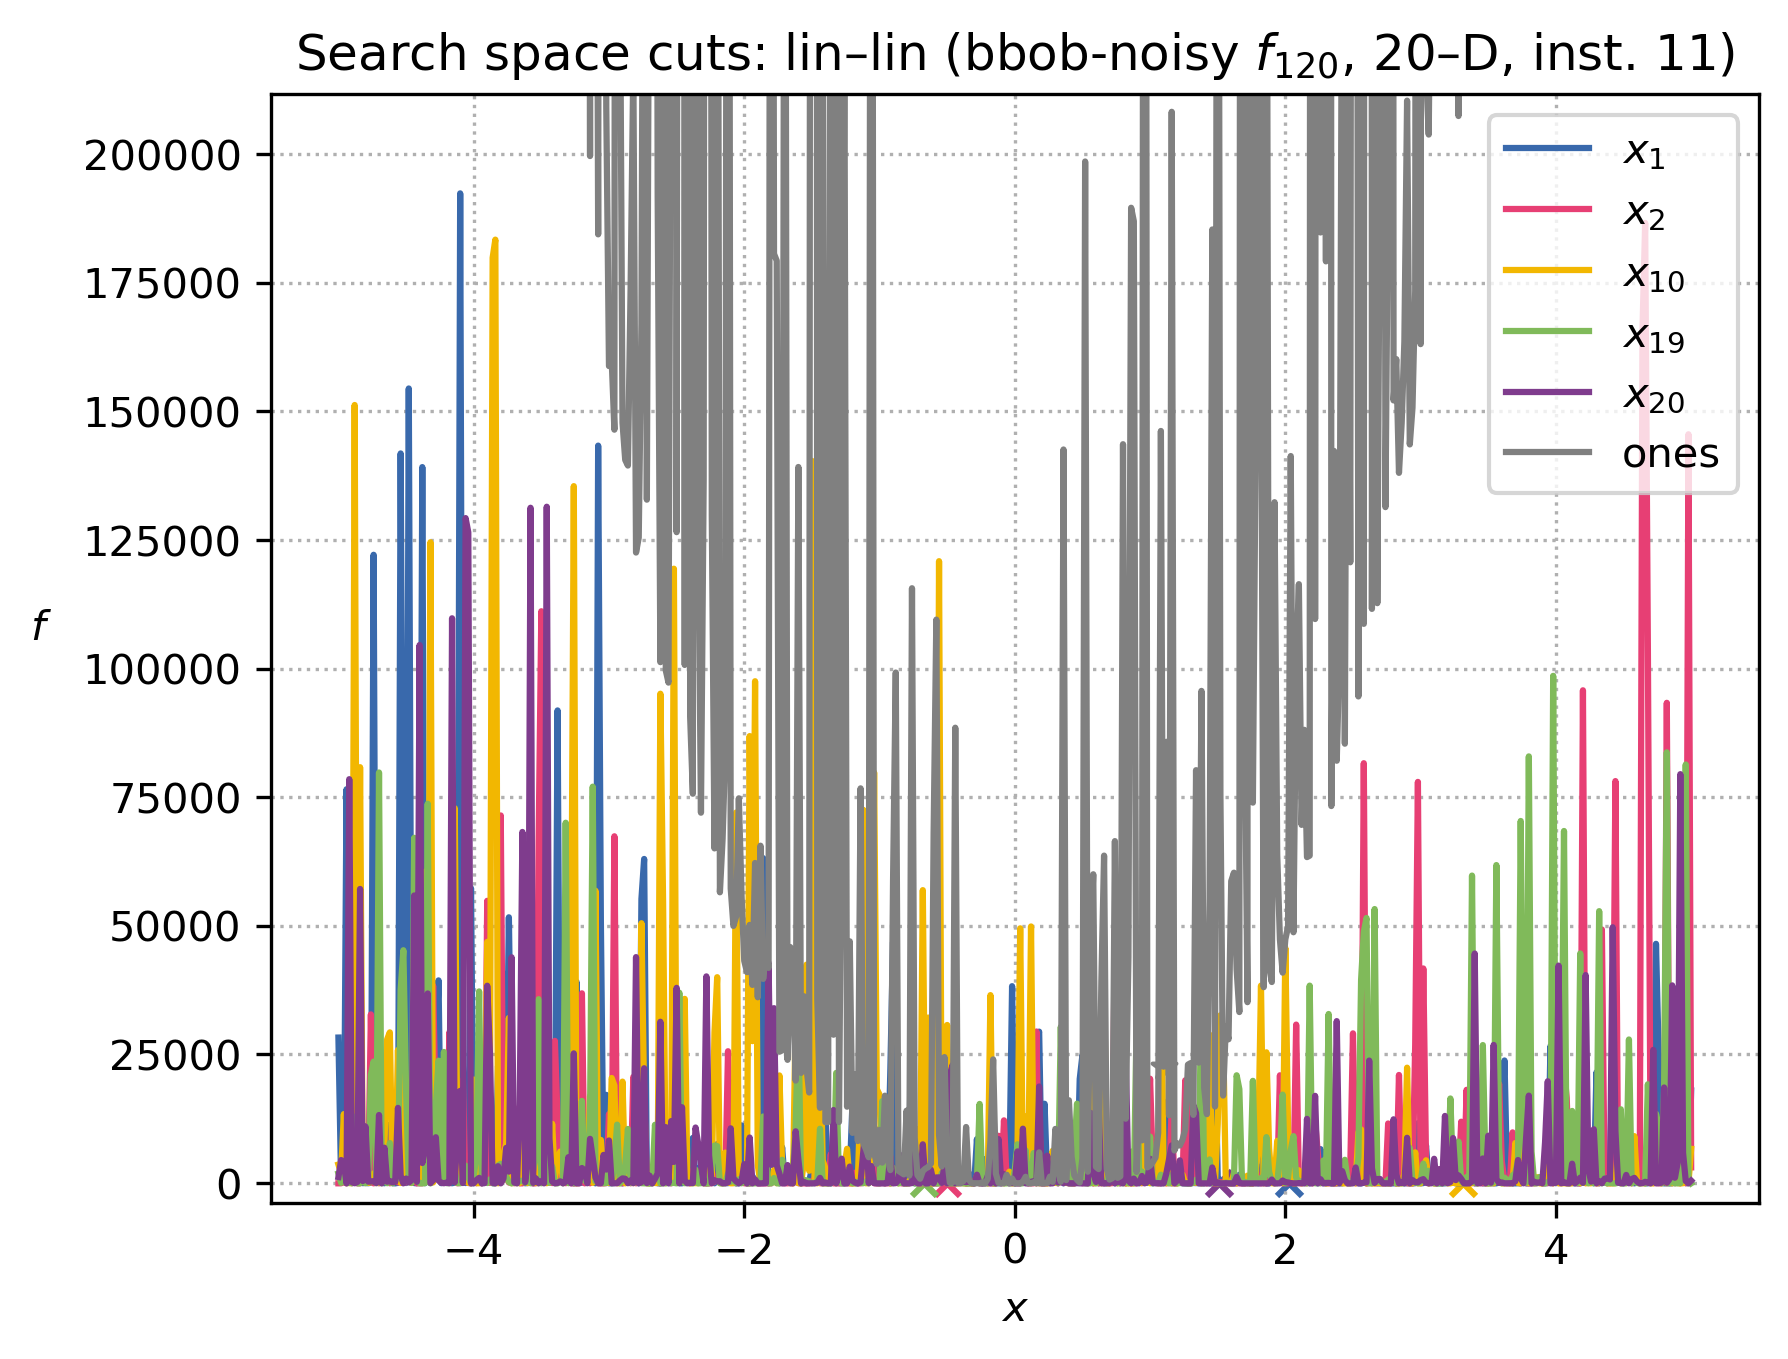 Search space cuts: lin–lin (bbob-noisy f₁₂₀, 20–D, inst. 11)
200000
175000
150000
125000
100000
75000
50000
25000
0
f
−4
−2
0
2
4
x
x₁
x₂
x₁₀
x₁₉
x₂₀
ones